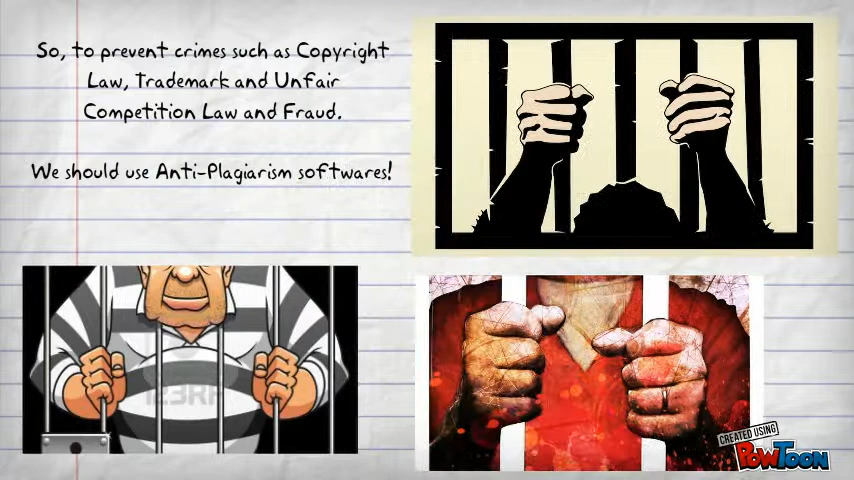 So, to prevent crimes such as Copyright
Law, Trademark and Unfair
Competition Law and Fraud.
We should use Anti-Plagiarism softwares!
123RF
CREATED USING
POWTOON